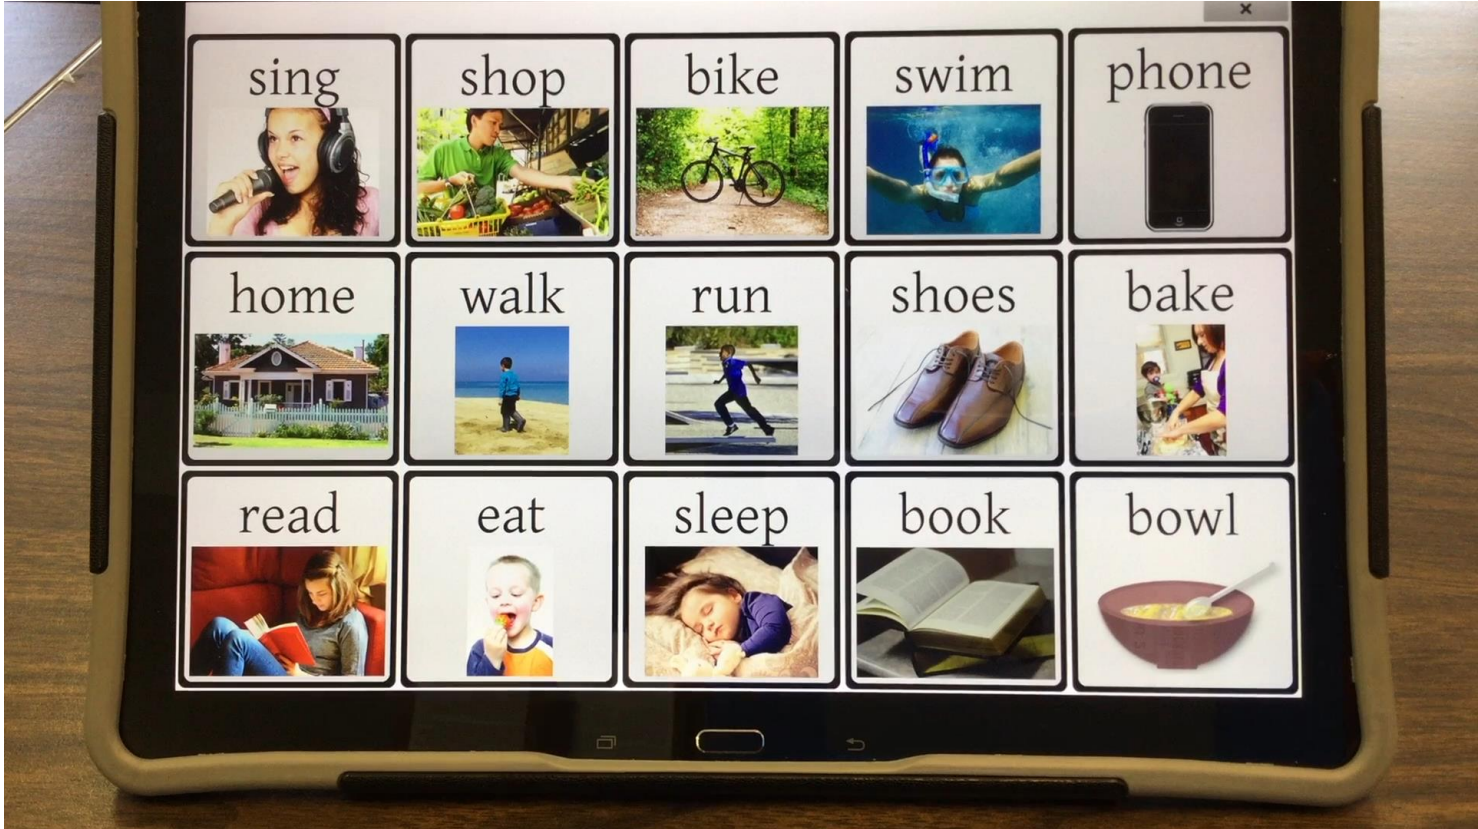 sing
shop
bike
swim
phone
home
walk
run
shoes
bake
read
eat
sleep
book
bowl